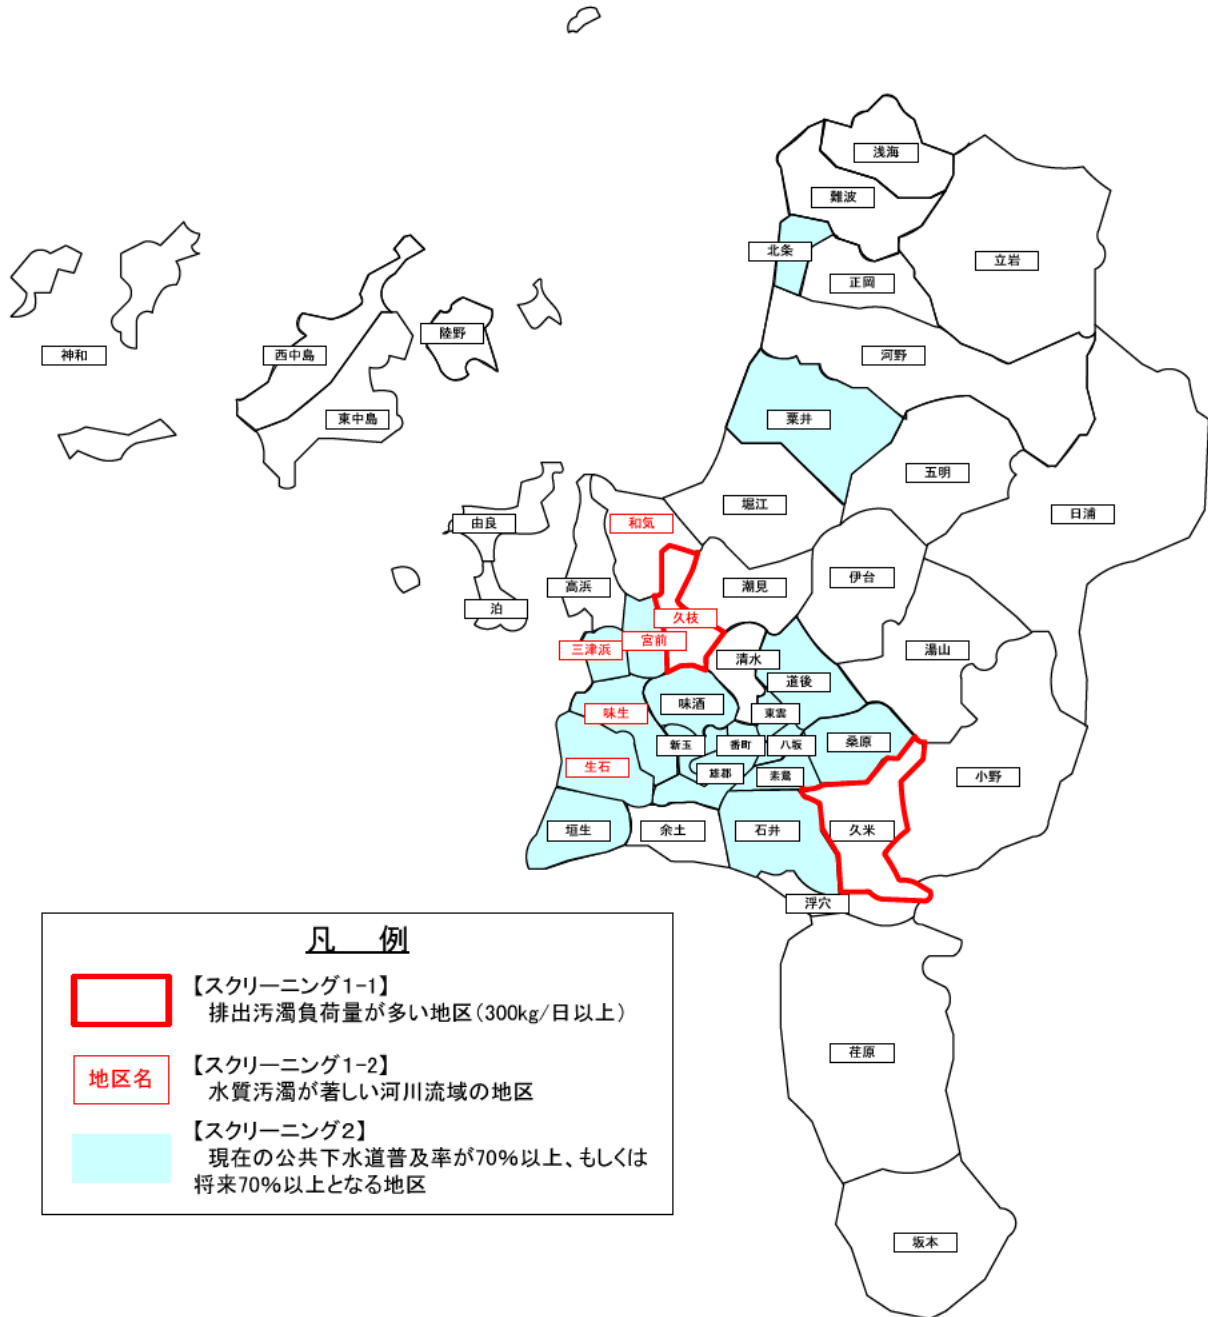 浅海
難波
北条
立岩
正岡
陸野
神和
西中島
河野
東中島
粟井
五明
堀江
日浦
由良
和気
伊台
高浜
潮見
泊
久枝
宮前
三津浜
湯山
清水
道後
味酒
味生
東雲
桑原
新玉
番町
八坂
生石
雄郡
素鵞
小野
垣生
余土
石井
久米
浮穴
凡 例
【スクリーニング1-1】
排出汚濁負荷量が多い地区(300kg/日以上)
地区名
【スクリーニング1-2】
水質汚濁が著しい河川流域の地区
【スクリーニング2】
現在の公共下水道普及率が70%以上、もしくは
将来70%以上となる地区
荏原
坂本